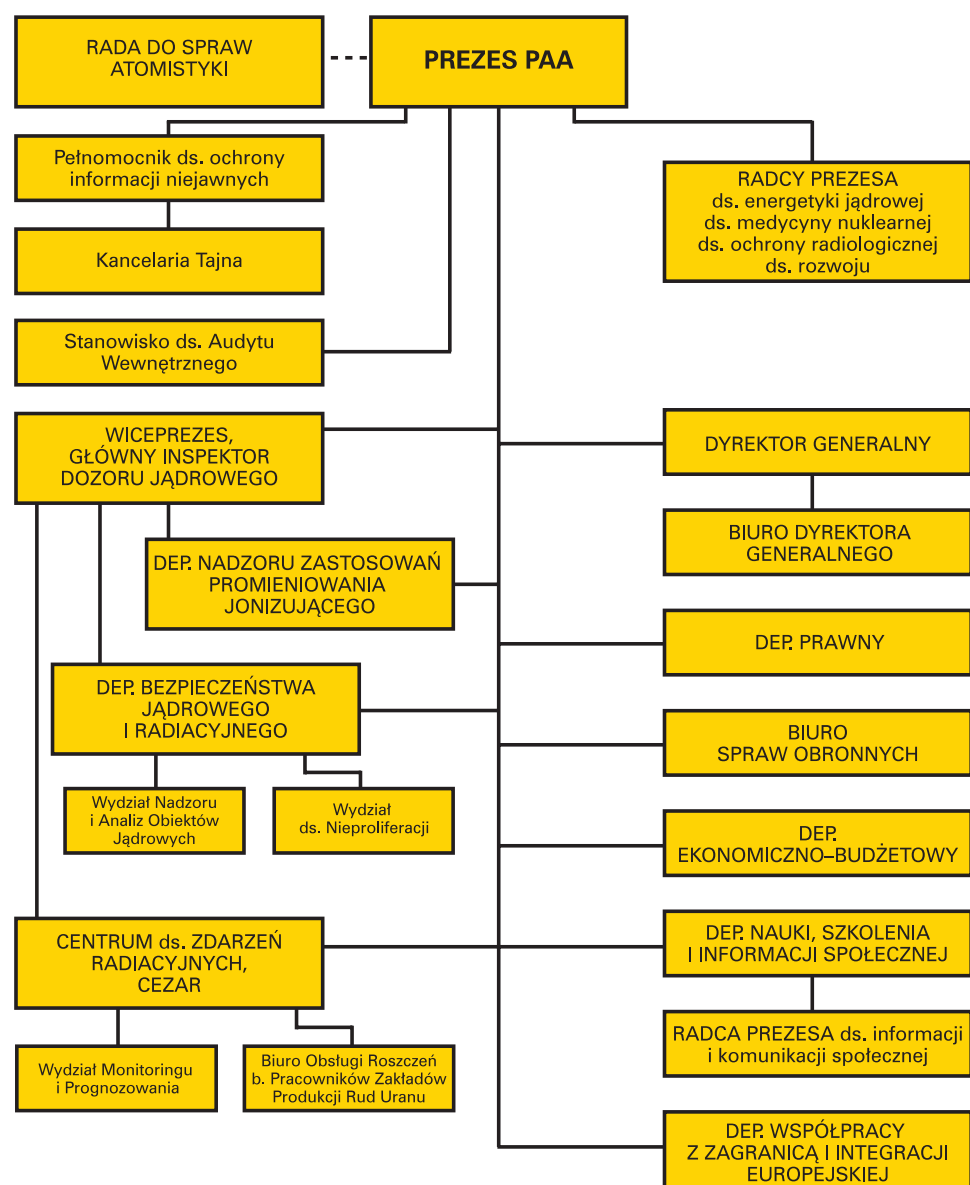 RADA DO SPRAW
ATOMISTYKI
PREZES PAA
Pełnomocnik ds. ochrony
informacji niejawnych
Kancelaria Tajna
Stanowisko ds. Audytu
Wewnętrznego
RADCY PREZESA
ds. energetyki jądrowej
ds. medycyny nuklearnej
ds. ochrony radiologicznej
ds. rozwoju
WICEPREZES,
GŁÓWNY INSPEKTOR
DOZORU JĄDROWEGO
DYREKTOR GENERALNY
BIURO DYREKTORA
GENERALNEGO
DEP. NADZORU ZASTOSOWAŃ
PROMIENIOWANIA
JONIZUJĄCEGO
DEP. PRAWNY
DEP. BEZPIECZEŃSTWA
JĄDROWEGO
I RADIACYJNEGO
BIURO
SPRAW OBRONNYCH
Wydział Nadzoru
i Analiz Obiektów
Jądrowych
Wydział
ds. Nieproliferacji
DEP.
EKONOMICZNO–BUDŻETOWY
CENTRUM ds. ZDARZEŃ
RADIACYJNYCH,
CEZAR
DEP. NAUKI, SZKOLENIA
I INFORMACJI SPOŁECZNEJ
RADCA PREZESA ds. informacji
i komunikacji społecznej
Wydział Monitoringu
i Prognozowania
Biuro Obsługi Roszczeń
b. Pracowników Zakładów
Produkcji Rud Uranu
DEP. WSPÓŁPRACY
Z ZAGRANICĄ I INTEGRACJI
EUROPEJSKIEJ